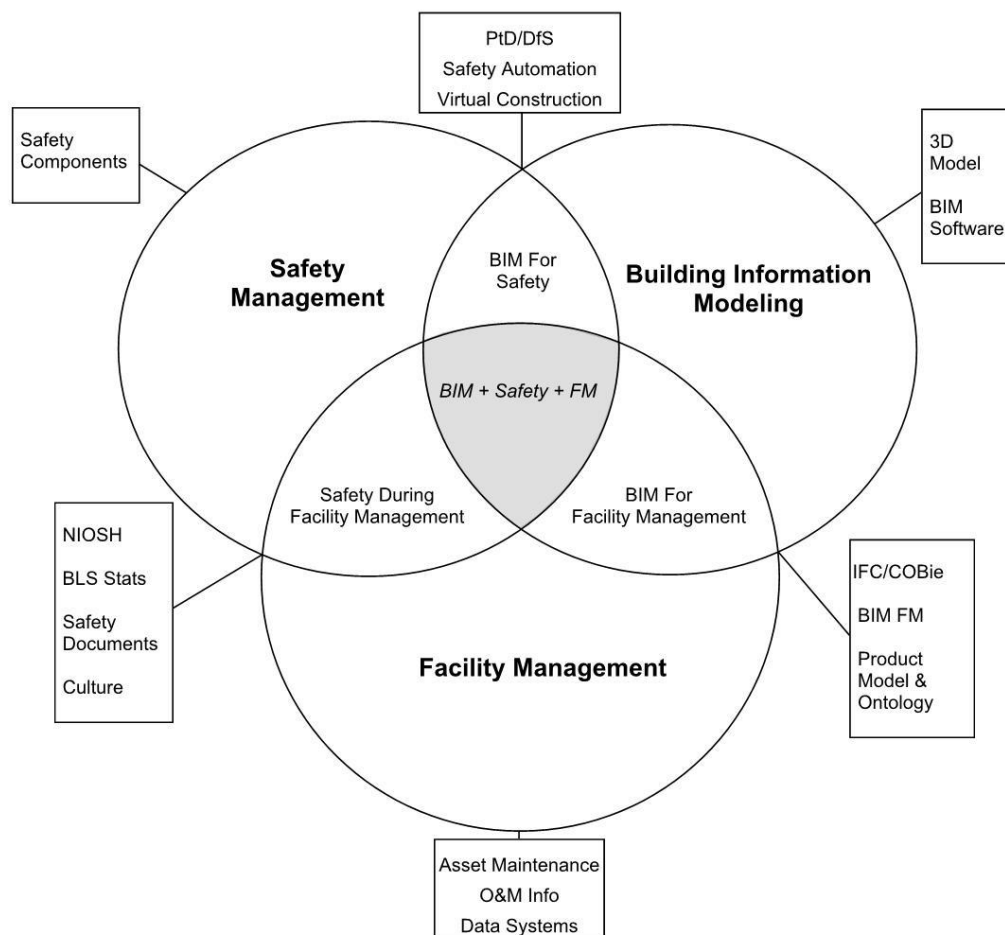 PtD/DfS
Safety Automation
Virtual Construction
Safety
Components
3D
Model
BIM
Software
Safety
Management
BIM For
Safety
Building Information
Modeling
BIM + Safety + FM
Safety During
Facility Management
BIM For
Facility Management
NIOSH
BLS Stats
Safety
Documents
Culture
IFC/COBie
BIM FM
Product
Model &
Ontology
Facility Management
Asset Maintenance
O&M Info
Data Systems